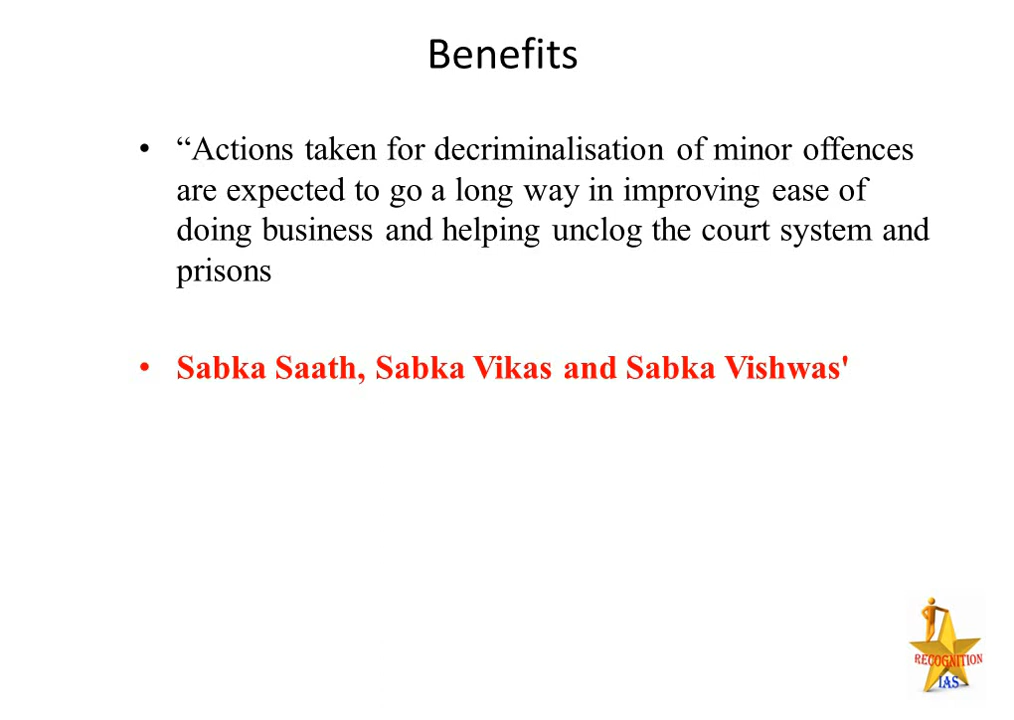 Benefits
• “Actions taken for decriminalisation of minor offences
are expected to go a long way in improving ease of
doing business and helping unclog the court system and
prisons
• Sabka Saath, Sabka Vikas and Sabka Vishwas'
RECOGNITION
IAS